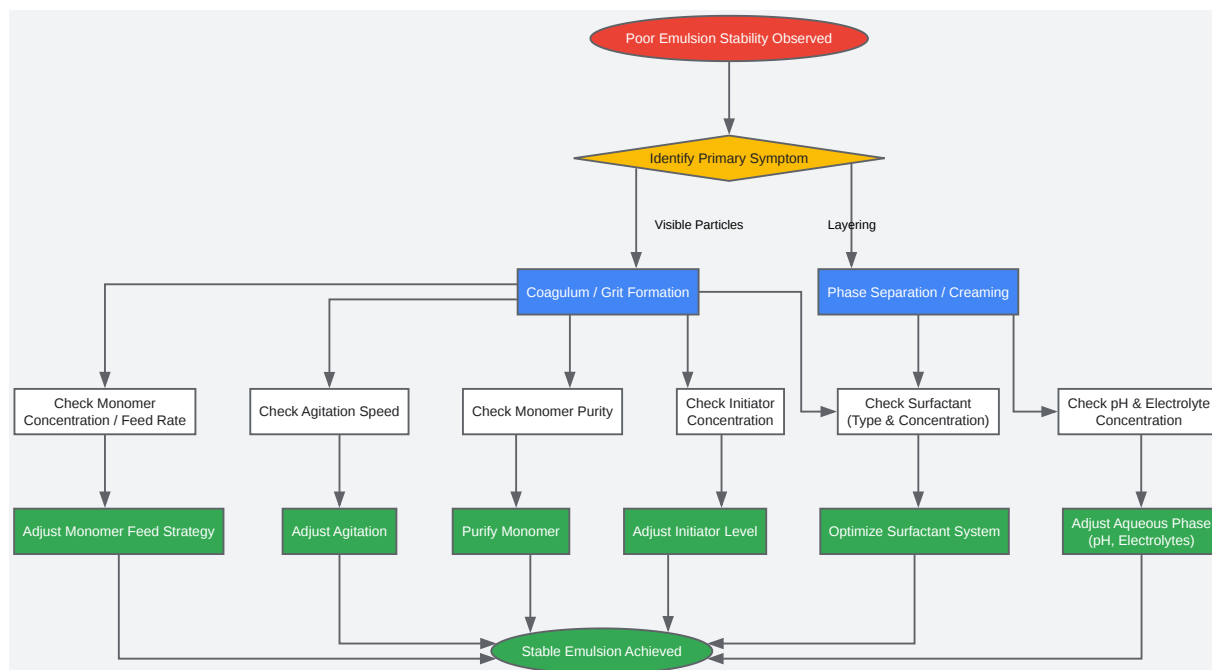 Poor Emulsion Stability Observed
Identify Primary Symptom
Visible Particles
Layering
Coagulum / Grit Formation
Phase Separation / Creaming
Check Monomer
Concentration / Feed Rate
Check Agitation Speed
Check Monomer Purity
Check Initiator
Concentration
Check Surfactant
(Type & Concentration)
Check pH & Electrolyte
Concentration
Adjust Monomer Feed Strategy
Adjust Agitation
Purify Monomer
Adjust Initiator Level
Optimize Surfactant System
Adjust Aqueous Phase
(pH, Electrolytes)
Stable Emulsion Achieved